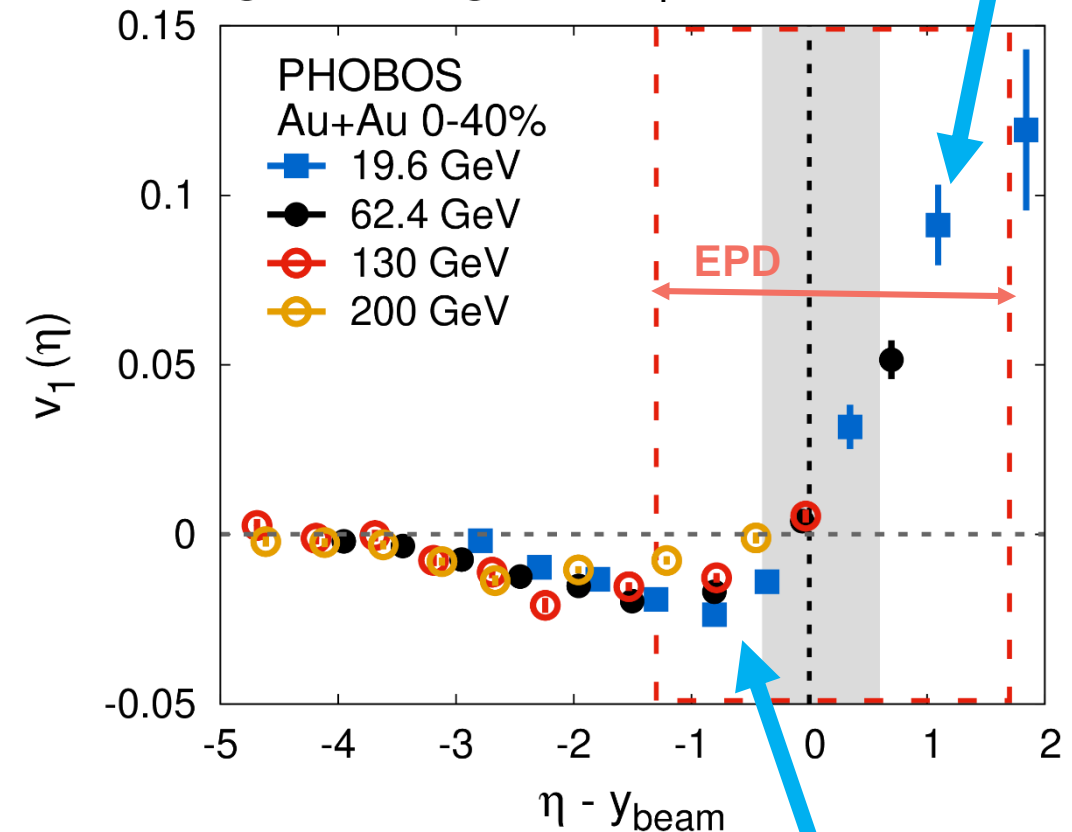 0.15
0.1
0.05
0
-0.05
v1 (η)
PHOBOS
Au+Au 0-40%
19.6 GeV
62.4 GeV
130 GeV
200 GeV
EPD
-5 -4 -3 -2 -1 0 1 2
η - ybeam